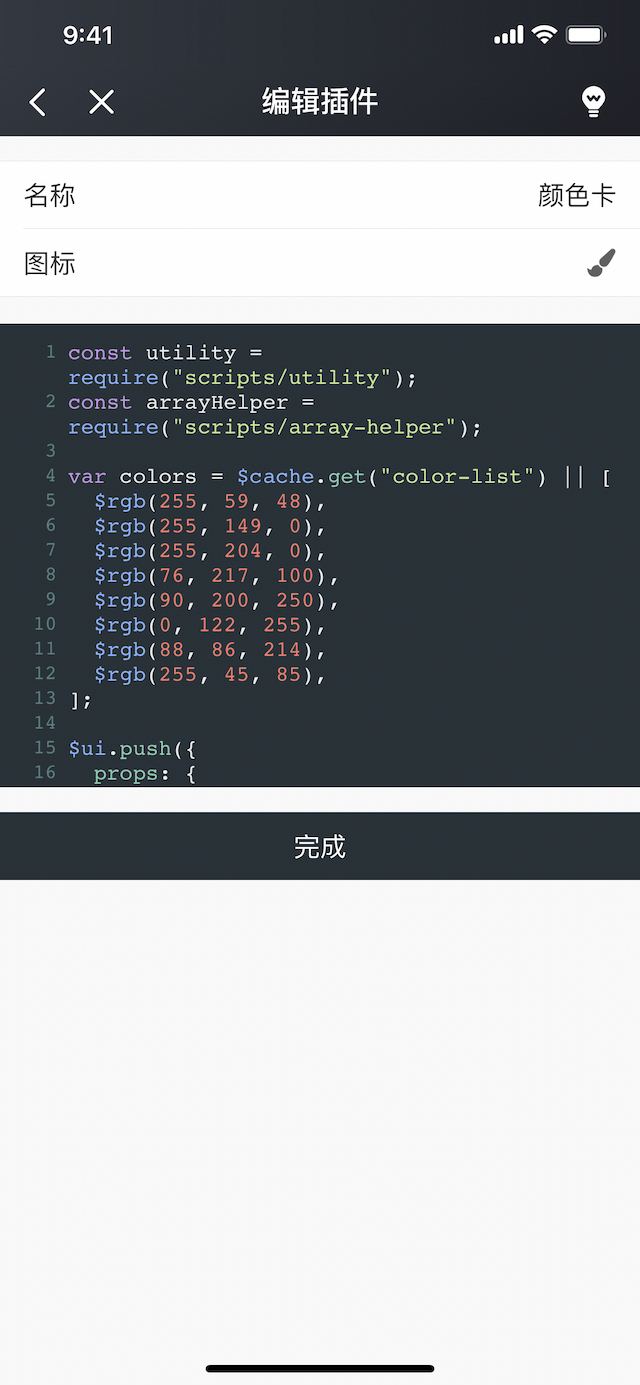 9:41
编辑插件
名称 颜色卡
图标
1 const utility =
require("scripts/utility");
2 const arrayHelper =
require("scripts/array-helper");
3
4 var colors = $cache.get("color-list") || [
5 $rgb(255, 59, 48),
6 $rgb(255, 149, 0),
7 $rgb(255, 204, 0),
8 $rgb(76, 217, 100),
9 $rgb(90, 200, 250),
10 $rgb(0, 122, 255),
11 $rgb(88, 86, 214),
12 $rgb(255, 45, 85),
13 ];
14
15 $ui.push({
16 props: {
完成